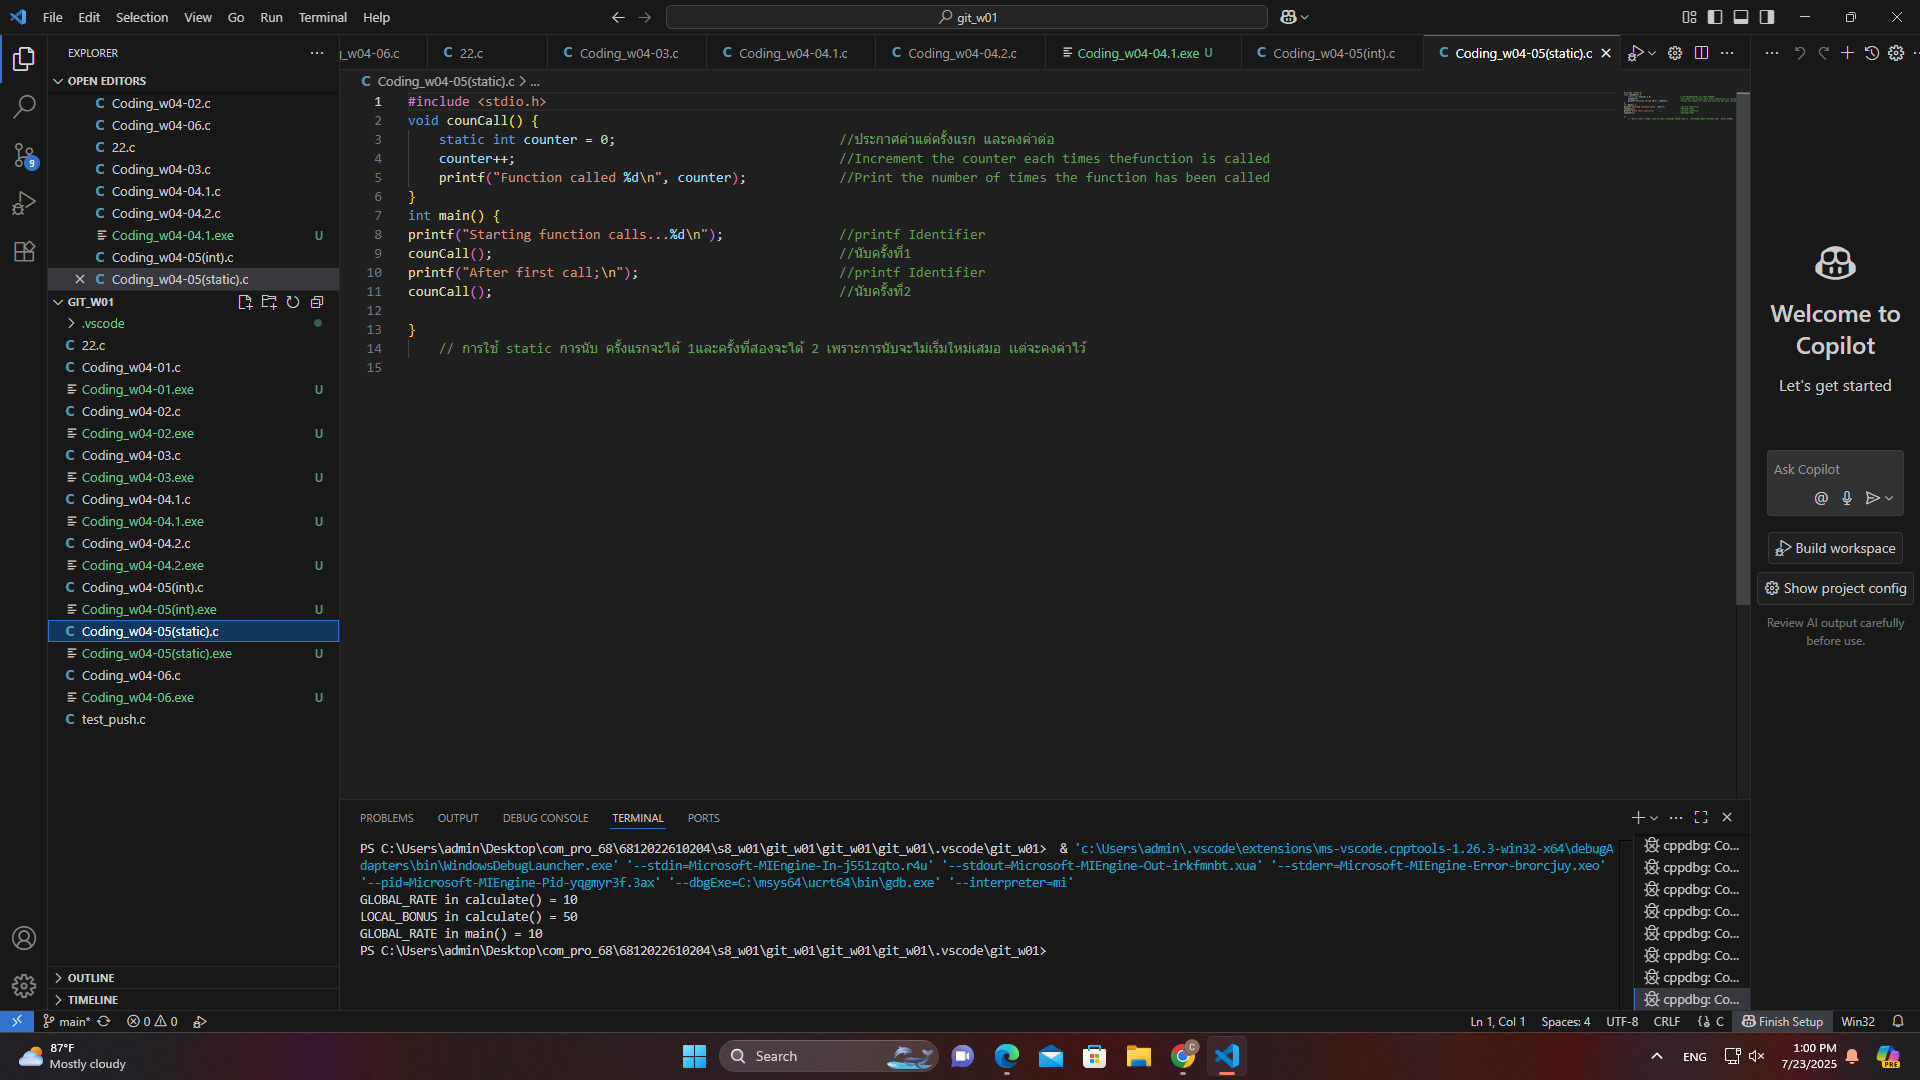 File Edit Selection View Go Run Terminal Help
git_w01
EXPLORER
OPEN EDITORS
Coding_w04-02.c
Coding_w04-06.c
22.c
Coding_w04-03.c
Coding_w04-04.1.c
Coding_w04-04.2.c
Coding_w04-04.1.exe U
Coding_w04-05(int).c
Coding_w04-05(static).c
GIT_W01
.vscode
22.c
Coding_w04-01.c
Coding_w04-01.exe U
Coding_w04-02.c
Coding_w04-02.exe U
Coding_w04-03.c
Coding_w04-03.exe U
Coding_w04-04.1.c
Coding_w04-04.1.exe U
Coding_w04-04.2.c
Coding_w04-04.2.exe U
Coding_w04-05(int).c
Coding_w04-05(int).exe U
Coding_w04-05(static).c
Coding_w04-05(static).exe U
Coding_w04-06.c
Coding_w04-06.exe U
test_push.c
OUTLINE
TIMELINE
9
g_w04-06.c 22.c Coding_w04-03.c Coding_w04-04.1.c Coding_w04-04.2.c Coding_w04-04.1.exe U Coding_w04-05(int).c Coding_w04-05(static).c
Coding_w04-05(static).c > ...
1 #include <stdio.h>
2 void counCall() {
3 static int counter = 0; //ประกาศค่าแต่ครั้งแรก และคงค่าต่อ
4 counter++; //Increment the counter each times thefunction is called
5 printf("Function called %d\n", counter); //Print the number of times the function has been called
6 }
7 int main() {
8 printf("Starting function calls...%d\n"); //printf Identifier
9 counCall(); //นับครั้งที่1
10 printf("After first call;\n"); //printf Identifier
11 counCall(); //นับครั้งที่2
12
13 }
14 // การใช้ static การนับ ครั้งแรกจะได้ 1และครั้งที่สองจะได้ 2 เพราะการนับจะไม่เริ่มใหม่เสมอ เเต่จะคงค่าไว้
15
PROBLEMS OUTPUT DEBUG CONSOLE TERMINAL PORTS
PS C:\Users\admin\Desktop\com_pro_68\6812022610204\s8_w01\git_w01\git_w01\git_w01\.vscode\git_w01> & 'c:\Users\admin\.vscode\extensions\ms-vscode.cpptools-1.26.3-win32-x64\debugA
dapters\bin\WindowsDebugLauncher.exe' '--stdin=Microsoft-MIEngine-In-j551zqto.r4u' '--stdout=Microsoft-MIEngine-Out-irkfmnbt.xua' '--stderr=Microsoft-MIEngine-Error-brorcjuy.xeo'
'--pid=Microsoft-MIEngine-Pid-yqgmyr3f.3ax' '--dbgExe=C:\msys64\ucrt64\bin\gdb.exe' '--interpreter=mi'
GLOBAL_RATE in calculate() = 10
LOCAL_BONUS in calculate() = 50
GLOBAL_RATE in main() = 10
PS C:\Users\admin\Desktop\com_pro_68\6812022610204\s8_w01\git_w01\git_w01\git_w01\.vscode\git_w01>
cppdbg: Co...
cppdbg: Co...
cppdbg: Co...
cppdbg: Co...
cppdbg: Co...
cppdbg: Co...
cppdbg: Co...
cppdbg: Co...
Welcome to
Copilot
Let's get started
Ask Copilot
Build workspace
Show project config
Review AI output carefully
before use.
main* 0 0
Ln 1, Col 1 Spaces: 4 UTF-8 CRLF {} C Finish Setup Win32
87°F
Mostly cloudy
Search
C
ENG
1:00 PM
7/23/2025
PRE